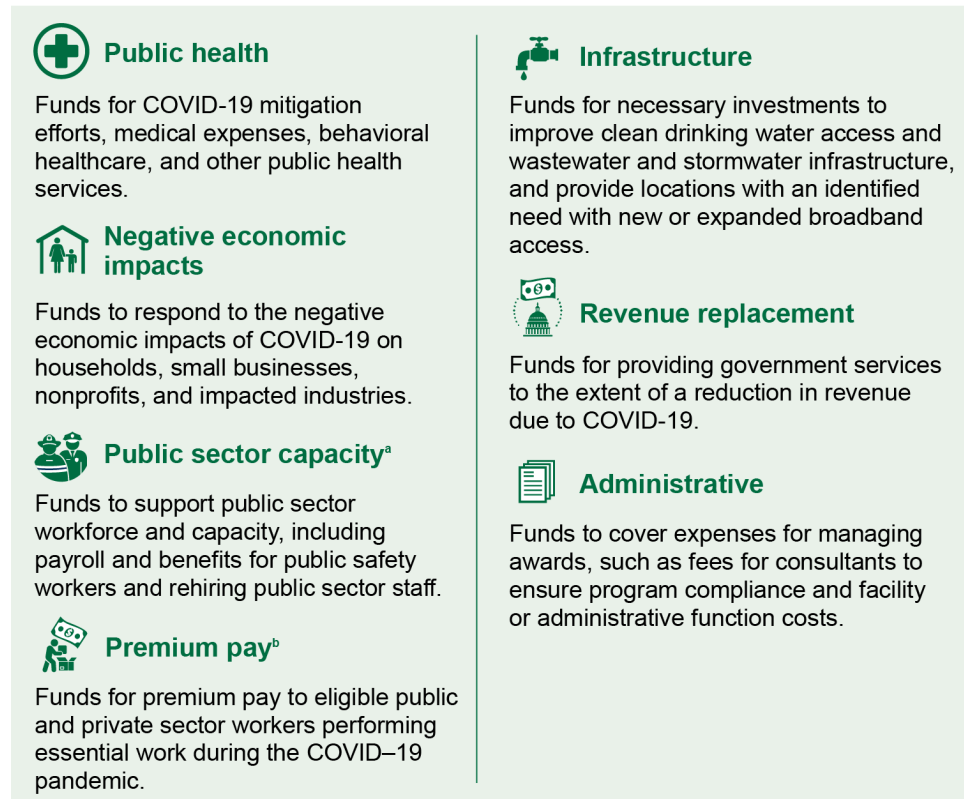 Public health
Funds for COVID-19 mitigation
efforts, medical expenses, behavioral
healthcare, and other public health
services.
Negative economic
impacts
Funds to respond to the negative
economic impacts of COVID-19 on
households, small businesses,
nonprofits, and impacted industries.
Public sector capacityᵃ
Funds to support public sector
workforce and capacity, including
payroll and benefits for public safety
workers and rehiring public sector staff.
Premium payᵇ
Funds for premium pay to eligible public
and private sector workers performing
essential work during the COVID–19
pandemic.
Infrastructure
Funds for necessary investments to
improve clean drinking water access and
wastewater and stormwater infrastructure,
and provide locations with an identified
need with new or expanded broadband
access.
Revenue replacement
Funds for providing government services
to the extent of a reduction in revenue
due to COVID-19.
Administrative
Funds to cover expenses for managing
awards, such as fees for consultants to
ensure program compliance and facility
or administrative function costs.